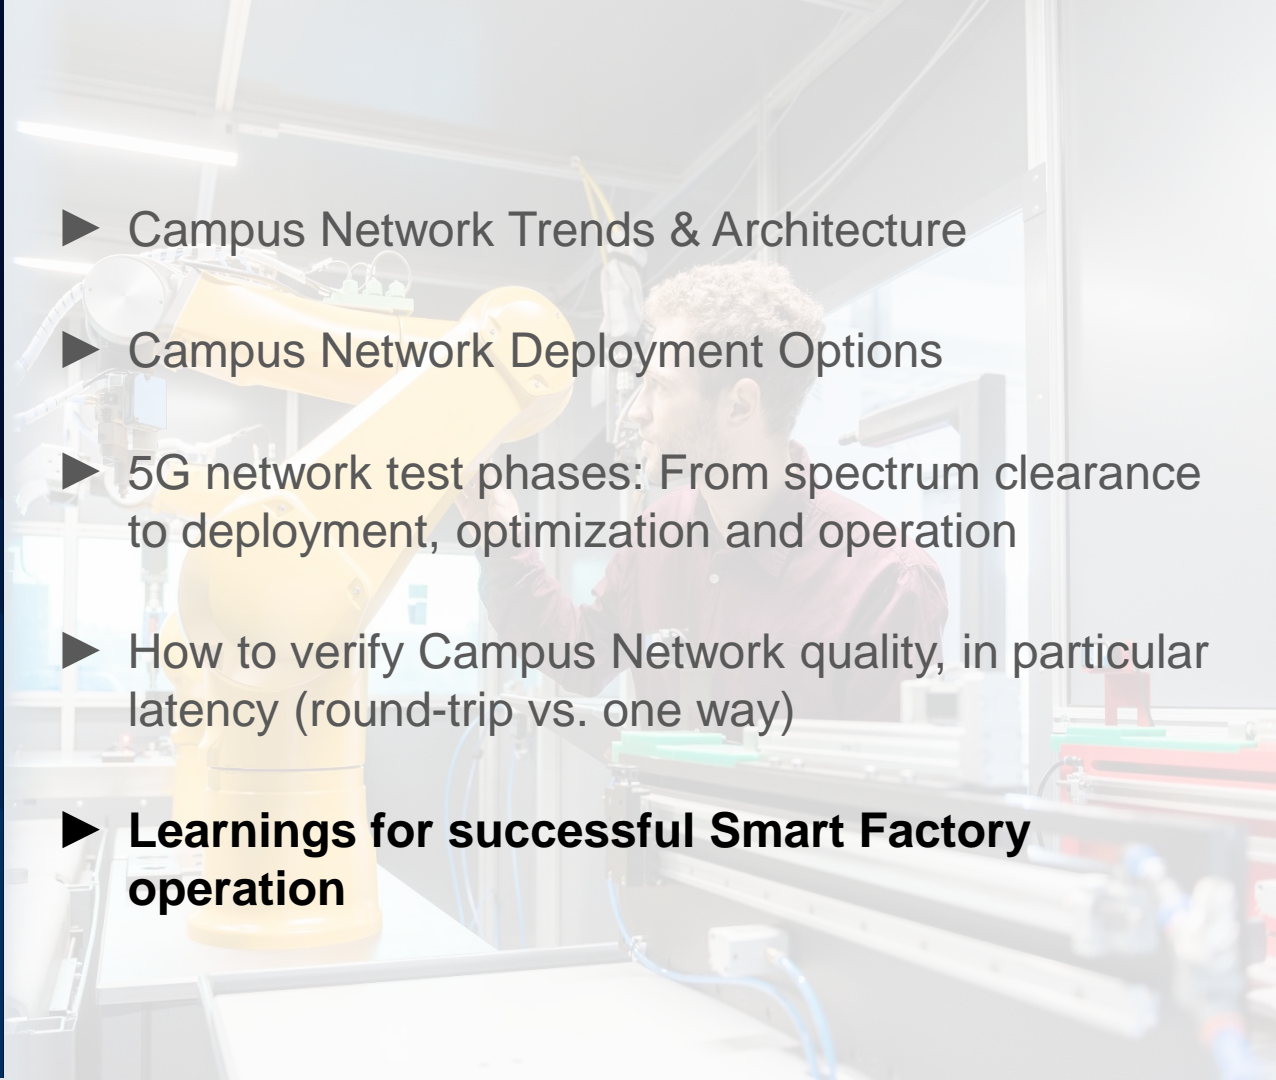 ► Campus Network Trends & Architecture
► Campus Network Deployment Options
► 5G network test phases: From spectrum clearance
to deployment, optimization and operation
► How to verify Campus Network quality, in particular
latency (round-trip vs. one way)
► Learnings for successful Smart Factory
operation